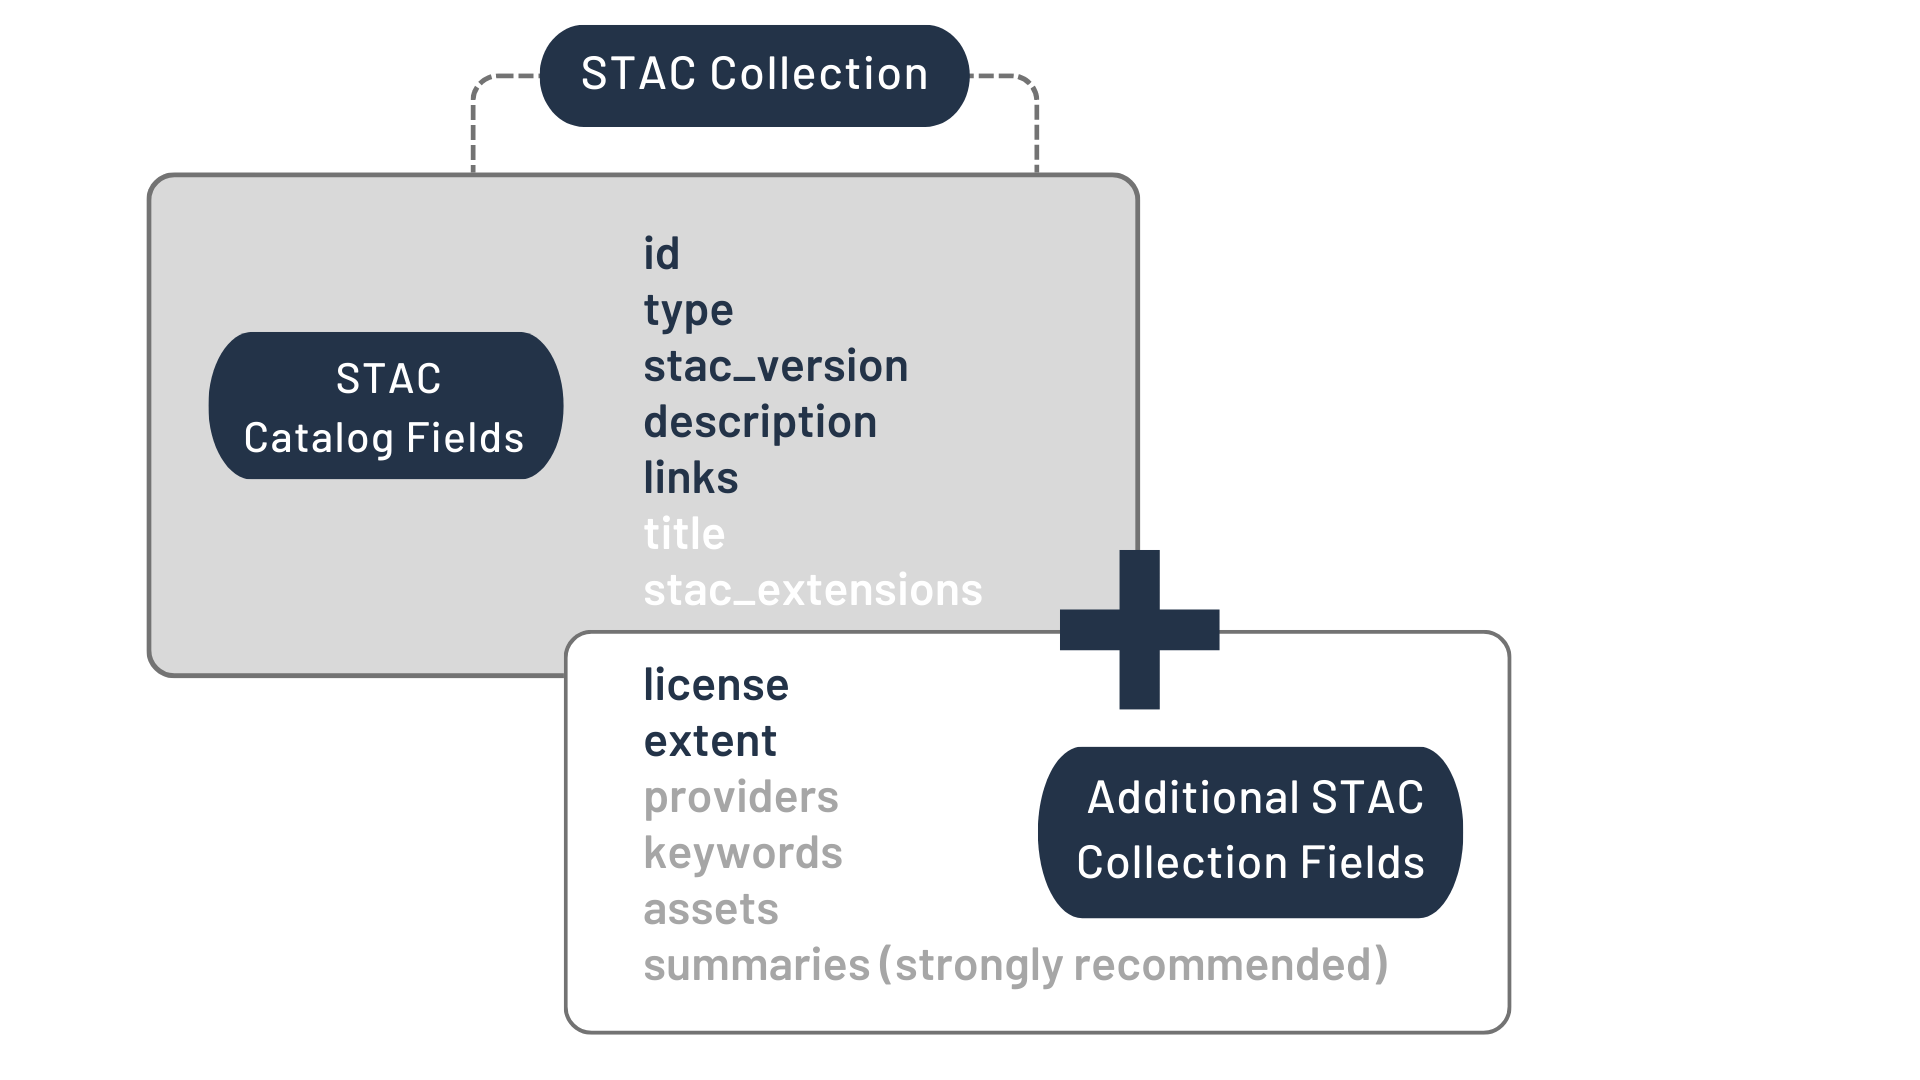 STAC Collection
STAC
Catalog Fields
id
type
stac_version
description
links
title
stac_extensions
license
extent
providers
keywords
assets
summaries (strongly recommended)
Additional STAC
Collection Fields